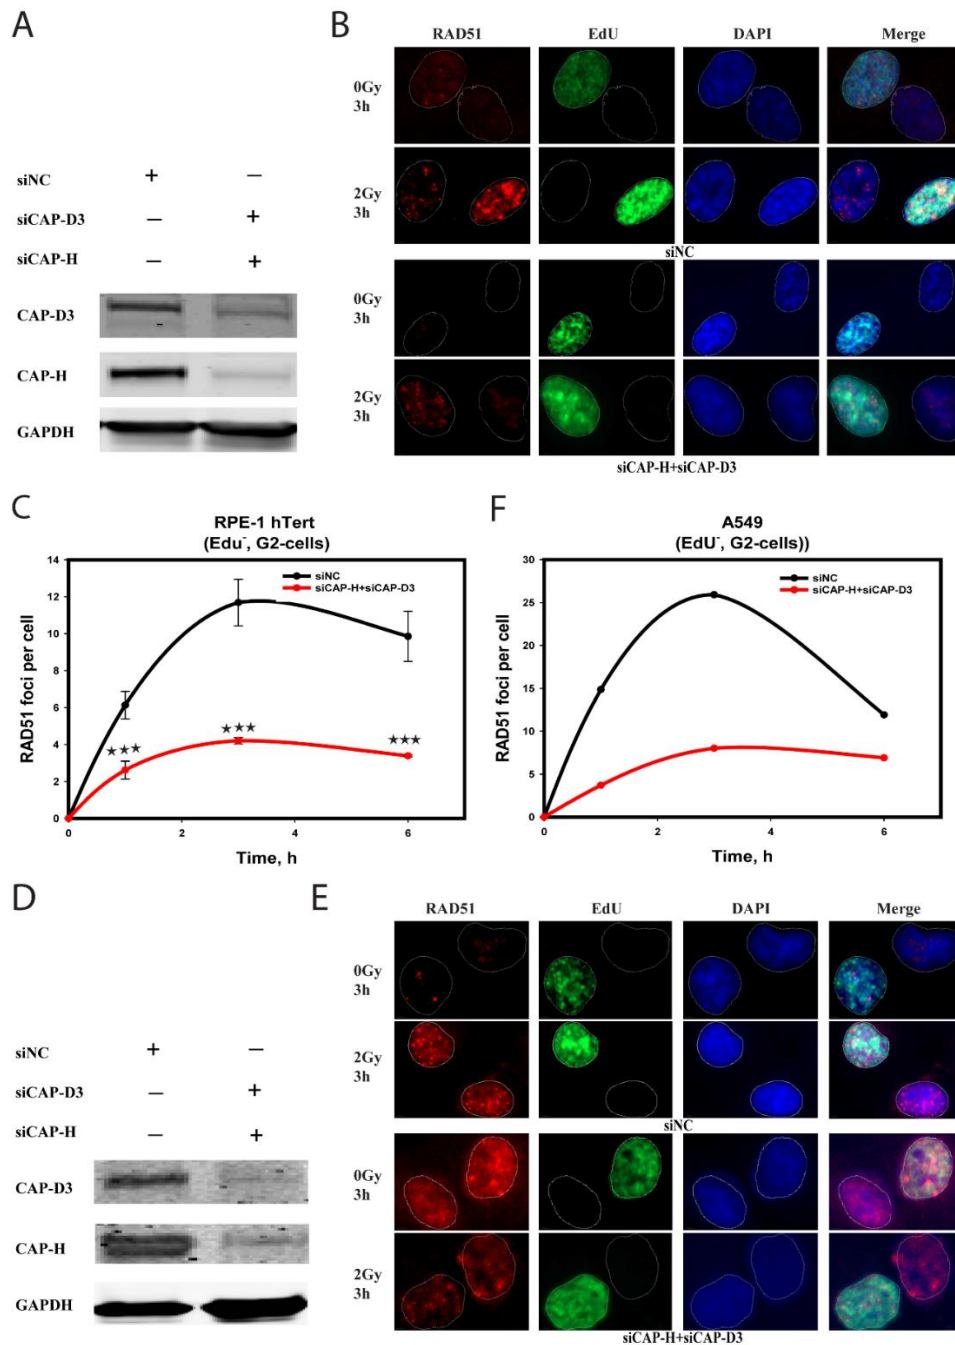 A
siNC + –
siCAP-D3 – +
siCAP-H – +
CAP-D3
CAP-H
GAPDH
B
RAD51 EdU DAPI Merge
0Gy
3h
2Gy
3h
siNC
0Gy
3h
2Gy
3h
siCAP-H+siCAP-D3
C
RPE-1 hTert
(Edu⁻, G2-cells)
siNC
siCAP-H+siCAP-D3
RAD51 foci per cell
14
12
10
8
6
4
2
0
★★★ ★★★ ★★★
0 2 4 6
Time, h
F
A549
(EdU⁻, G2-cells))
siNC
siCAP-H+siCAP-D3
RAD51 foci per cell
30
25
20
15
10
5
0
0 2 4 6
Time, h
D
siNC + –
siCAP-D3 – +
siCAP-H – +
CAP-D3
CAP-H
GAPDH
E
RAD51 EdU DAPI Merge
0Gy
3h
2Gy
3h
siNC
0Gy
3h
2Gy
3h
siCAP-H+siCAP-D3